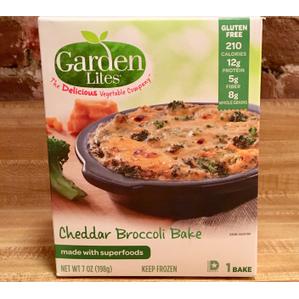 Garden
Lites
The Delicious Vegetable Company
GLUTEN
FREE
210
CALORIES
12g
PROTEIN
5g
FIBER
8g
WHOLE GRAINS
Cheddar Broccoli Bake
made with superfoods
NET WT 7 OZ (198g)
KEEP FROZEN
D
1 BAKE